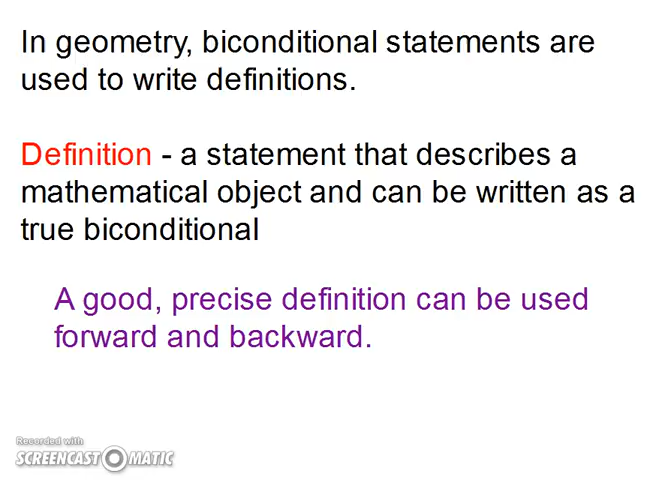 In geometry, biconditional statements are
used to write definitions.
Definition - a statement that describes a
mathematical object and can be written as a
true biconditional
A good, precise definition can be used
forward and backward.
Recorded with
SCREENCAST-O-MATIC